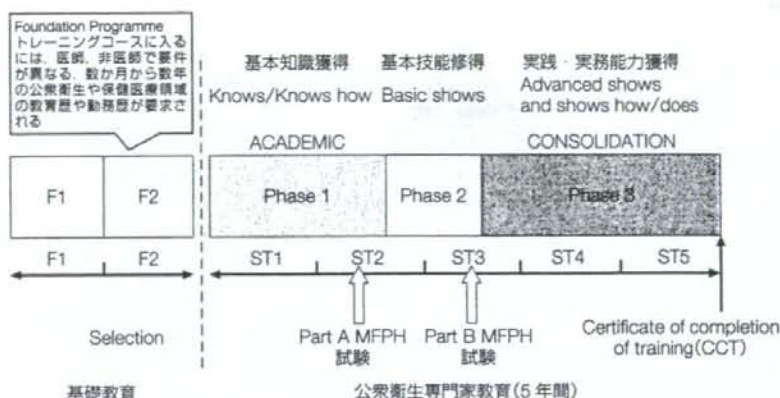 Foundation Programme
トレーニングコースに入る
には,医師,非医師で要件
が異なる.数か月から数年
の公衆衛生や保健医療領域
の教育歴や勤務歴が要求さ
れる
基本知識獲得
Knows/Knows how
基本技能修得
Basic shows
実践・実務能力獲得
Advanced shows
and shows how/does
ACADEMIC
CONSOLIDATION
F1
F2
Phase 1
Phase 2
Phase 3
F1
F2
ST1
ST2
ST3
ST4
ST5
Selection
Part A MFPH
試験
Part B MFPH
試験
Certificate of completion
of training(CCT)
基礎教育
公衆衛生専門家教育(5年間)